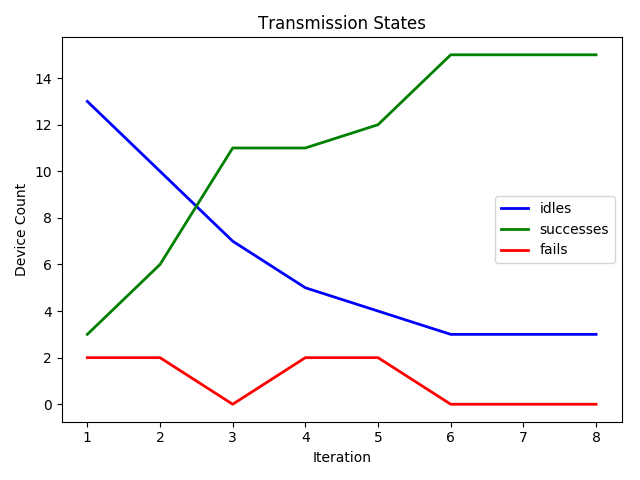 Transmission States
Device Count
14
12
10
8
6
4
2
0
idles
successes
fails
1 2 3 4 5 6 7 8
Iteration